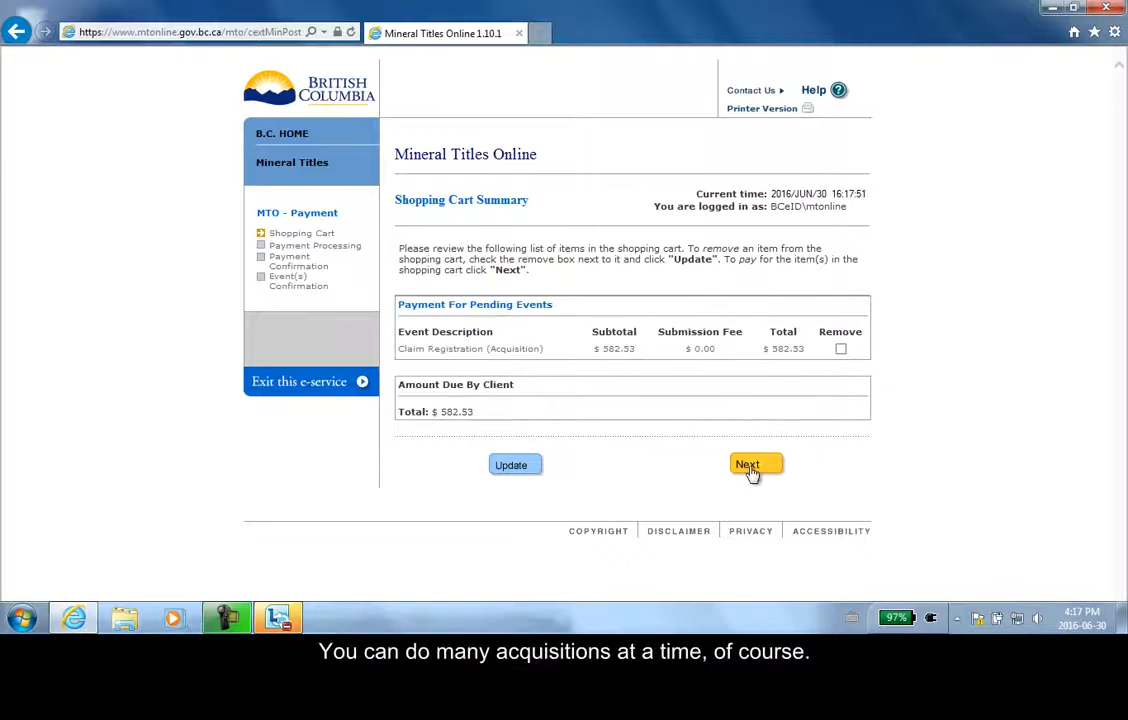 https://www.mtonline.gov.bc.ca/mto/cextMinPost
Mineral Titles Online 1.10.1
BRITISH
COLUMBIA
Contact Us
Help ?
Printer Version
B.C. HOME
Mineral Titles
Mineral Titles Online
Current time: 2016/JUN/30 16:17:51
Shopping Cart Summary
You are logged in as: BCeID\mtonline
MTO - Payment
Shopping Cart
Payment Processing
Payment
Confirmation
Event(s)
Confirmation
Exit this e-service
Please review the following list of items in the shopping cart. To remove an item from the
shopping cart, check the remove box next to it and click "Update". To pay for the item(s) in the
shopping cart click "Next".
Payment For Pending Events
Event Description Subtotal Submission Fee Total Remove
Claim Registration (Acquisition) $ 582.53 $ 0.00 $ 582.53
Amount Due By Client
Total: $ 582.53
Update
Next
COPYRIGHT DISCLAIMER PRIVACY ACCESSIBILITY
97%
4:17 PM
2016-06-30
You can do many acquisitions at a time, of course.